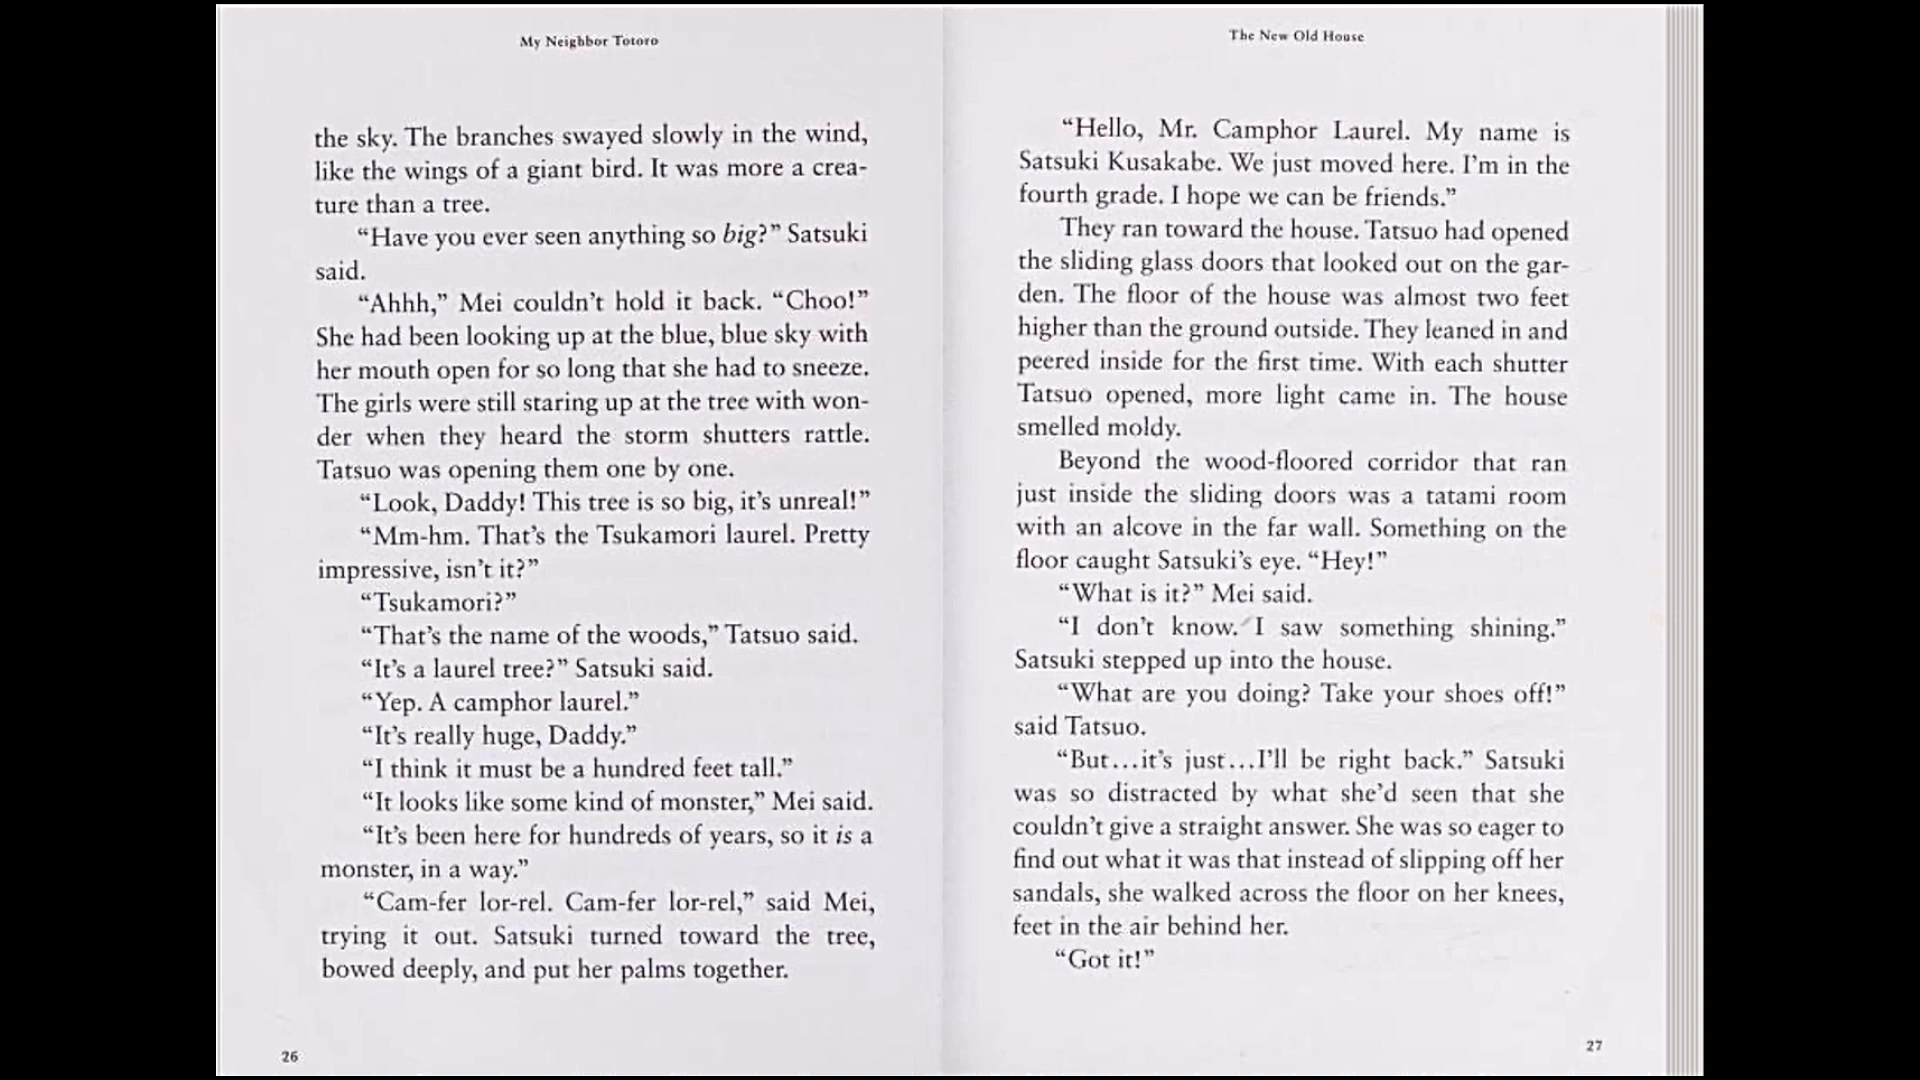 My Neighbor Totoro
the sky. The branches swayed slowly in the wind,
like the wings of a giant bird. It was more a crea-
ture than a tree.
“Have you ever seen anything so big?” Satsuki
said.
“Ahhh,” Mei couldn’t hold it back. “Choo!”
She had been looking up at the blue, blue sky with
her mouth open for so long that she had to sneeze.
The girls were still staring up at the tree with won-
der when they heard the storm shutters rattle.
Tatsuo was opening them one by one.
“Look, Daddy! This tree is so big, it’s unreal!”
“Mm-hm. That’s the Tsukamori laurel. Pretty
impressive, isn’t it?”
“Tsukamori?”
“That’s the name of the woods,” Tatsuo said.
“It’s a laurel tree?” Satsuki said.
“Yep. A camphor laurel.”
“It’s really huge, Daddy.”
“I think it must be a hundred feet tall.”
“It looks like some kind of monster,” Mei said.
“It’s been here for hundreds of years, so it is a
monster, in a way.”
“Cam-fer lor-rel. Cam-fer lor-rel,” said Mei,
trying it out. Satsuki turned toward the tree,
bowed deeply, and put her palms together.
26
The New Old House
“Hello, Mr. Camphor Laurel. My name is
Satsuki Kusakabe. We just moved here. I’m in the
fourth grade. I hope we can be friends.”
They ran toward the house. Tatsuo had opened
the sliding glass doors that looked out on the gar-
den. The floor of the house was almost two feet
higher than the ground outside. They leaned in and
peered inside for the first time. With each shutter
Tatsuo opened, more light came in. The house
smelled moldy.
Beyond the wood-floored corridor that ran
just inside the sliding doors was a tatami room
with an alcove in the far wall. Something on the
floor caught Satsuki’s eye. “Hey!”
“What is it?” Mei said.
“I don’t know. I saw something shining.”
Satsuki stepped up into the house.
“What are you doing? Take your shoes off!”
said Tatsuo.
“But…it’s just…I’ll be right back.” Satsuki
was so distracted by what she’d seen that she
couldn’t give a straight answer. She was so eager to
find out what it was that instead of slipping off her
sandals, she walked across the floor on her knees,
feet in the air behind her.
“Got it!”
27